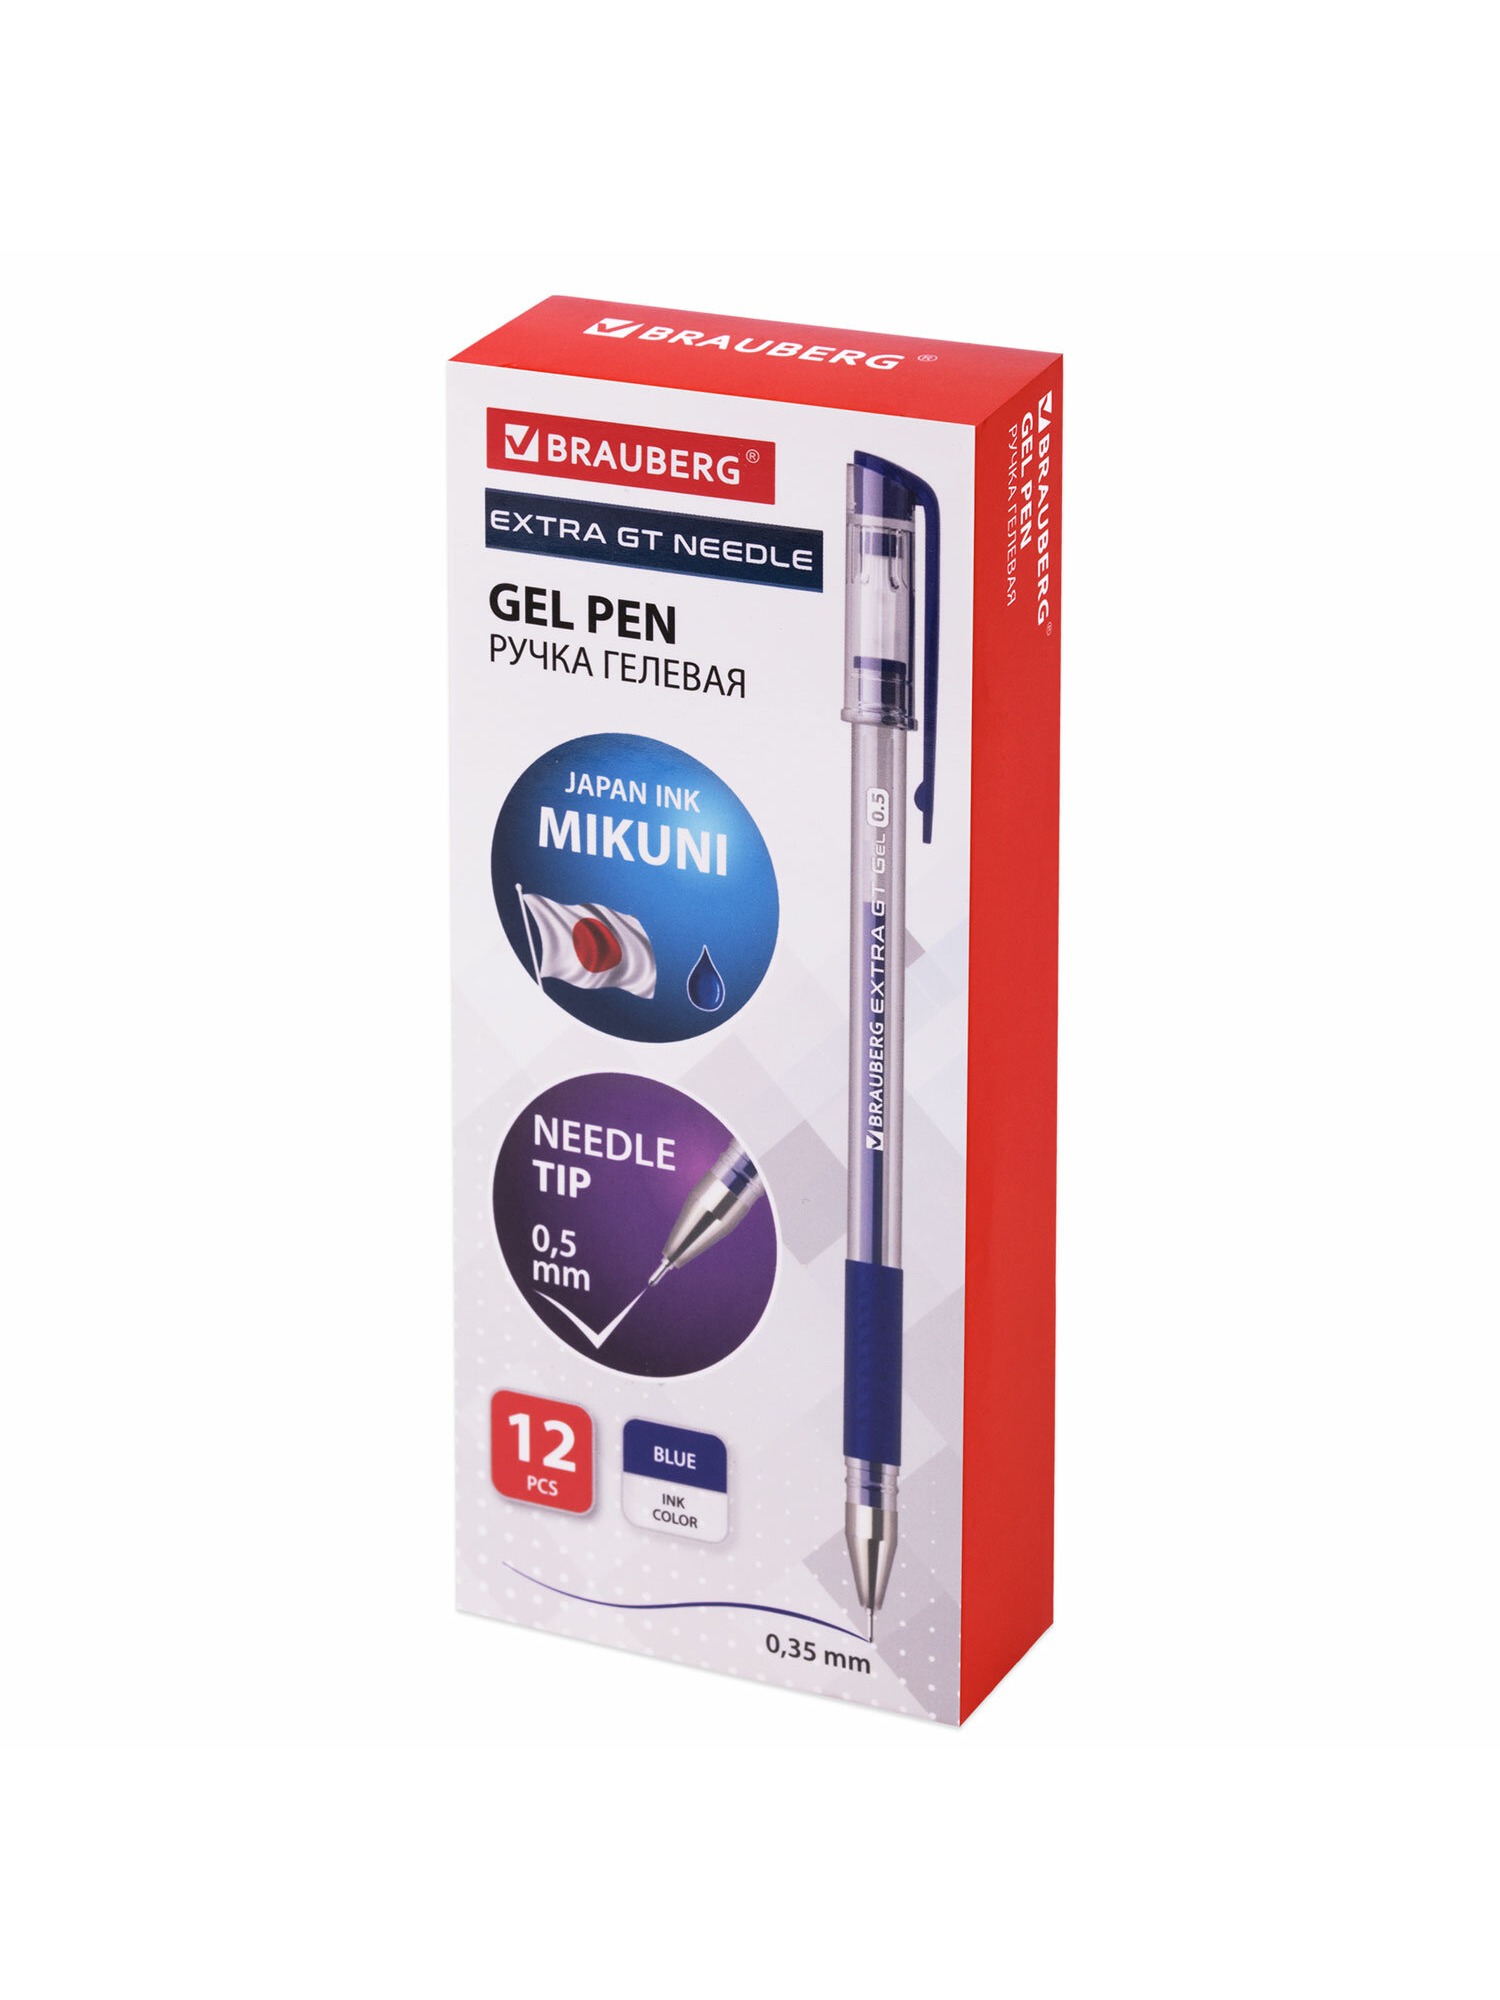 BRAUBERG ®
BRAUBERG®
EXTRA GT NEEDLE
GEL PEN
РУЧКА ГЕЛЕВАЯ
JAPAN INK
MIKUNI
NEEDLE
TIP
0,5
mm
12
PCS
BLUE
INK
COLOR
0,35 mm
BRAUBERG EXTRA GT GEL 0.5
BRAUBERG®
GEL PEN
РУЧКА ГЕЛЕВАЯ